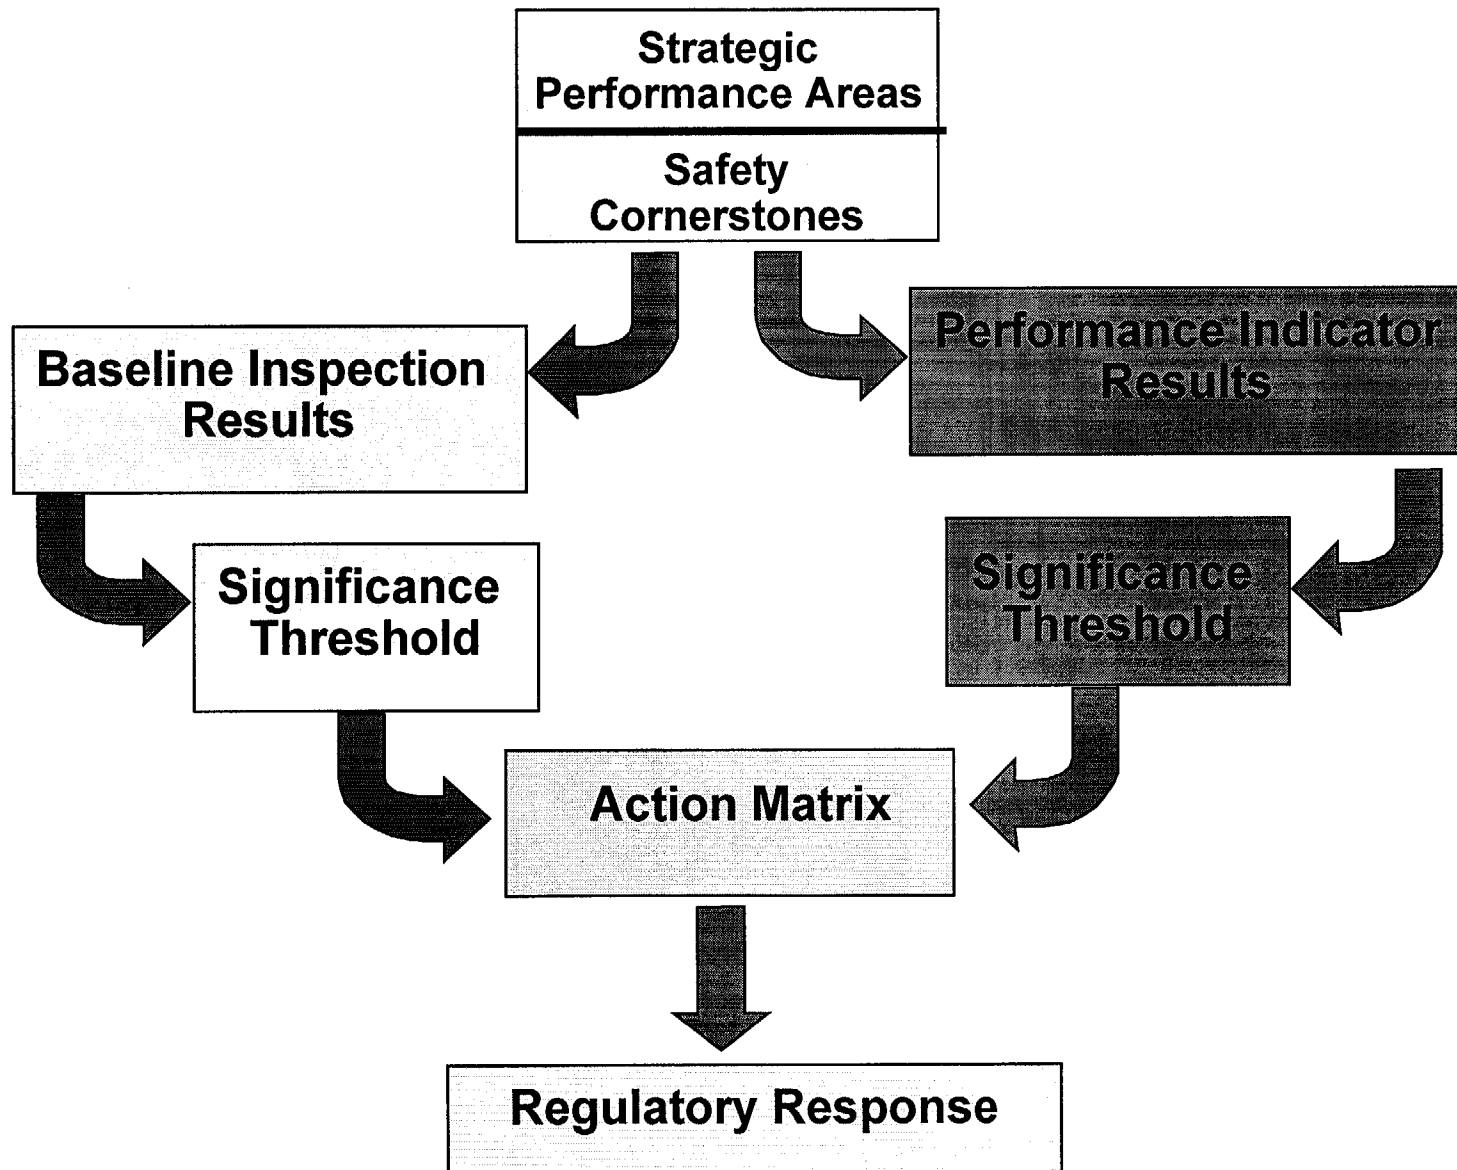 Strategic
Performance Areas
Safety
Cornerstones
Baseline Inspection
Results
Performance Indicator
Results
Significance
Threshold
Significance
Threshold
Action Matrix
Regulatory Response